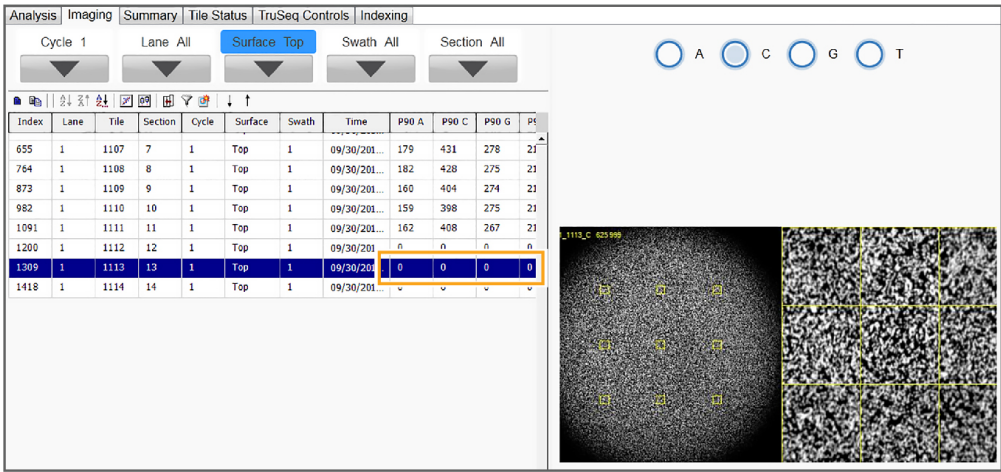 Analysis Imaging Summary Tile Status TruSeq Controls Indexing
Cycle 1 Lane All Surface Top Swath All Section All
A C G T
Index Lane Tile Section Cycle Surface Swath Time P90 A P90 C P90 G
655 1 1107 7 1 Top 1 09/30/201... 179 431 278 21
764 1 1108 8 1 Top 1 09/30/201... 182 428 275 21
873 1 1109 9 1 Top 1 09/30/201... 160 404 274 21
982 1 1110 10 1 Top 1 09/30/201... 159 398 275 21
1091 1 1111 11 1 Top 1 09/30/201... 162 408 267 21
1200 1 1112 12 1 Top 1 09/30/201 0 0 0 0
1309 1 1113 13 1 Top 1 09/30/201... 0 0 0 0
1418 1 1114 14 1 Top 1 09/30/201...
1_1113_C 625999